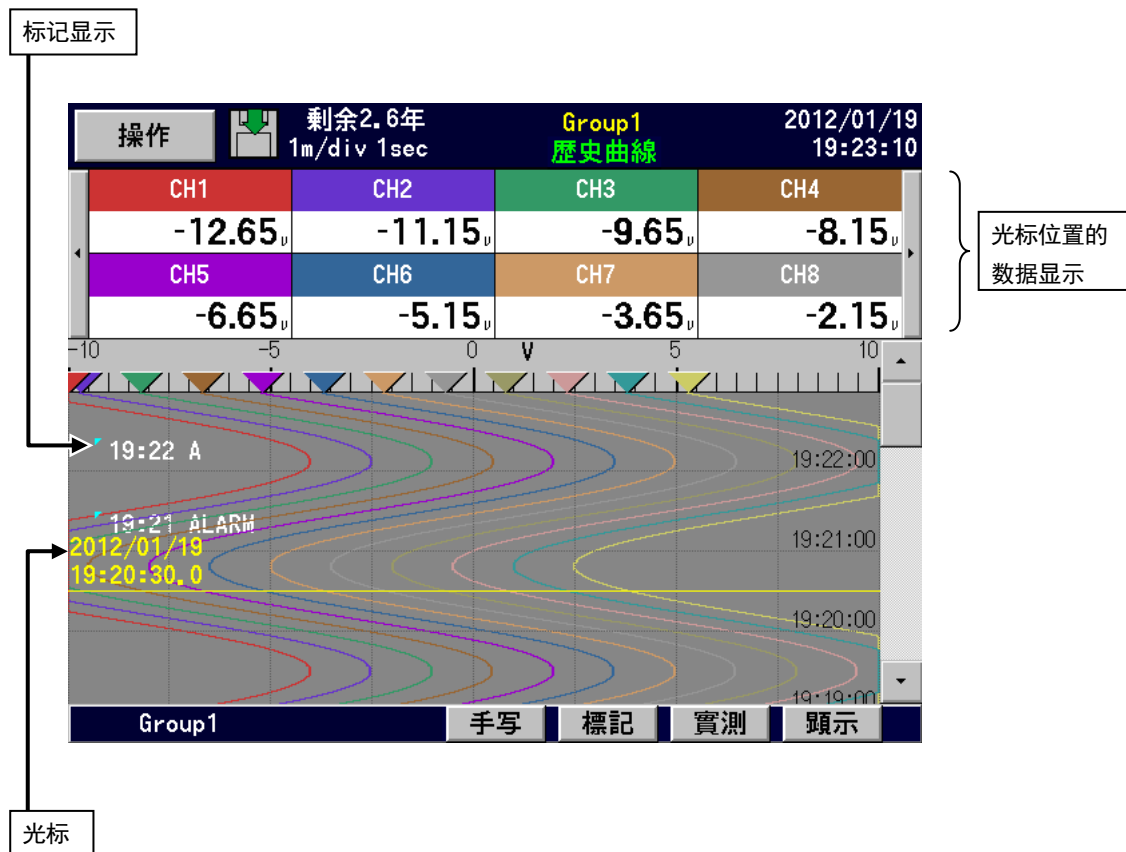 标记显示
操作
剩余2.6年
1m/div 1sec
Group1
歴史曲線
2012/01/19
19:23:10
CH1 CH2 CH3 CH4
-12.65 -11.15 -9.65 -8.15
CH5 CH6 CH7 CH8
-6.65 -5.15 -3.65 -2.15
光标位置的
数据显示
-10 -5 0 V 5 10
19:22 A
19:22:00
19:21 ALARM
2012/01/19
19:21:00
19:20:30.0
19:20:00
19:19:00
Group1 手写 標記 實測 顕示
光标